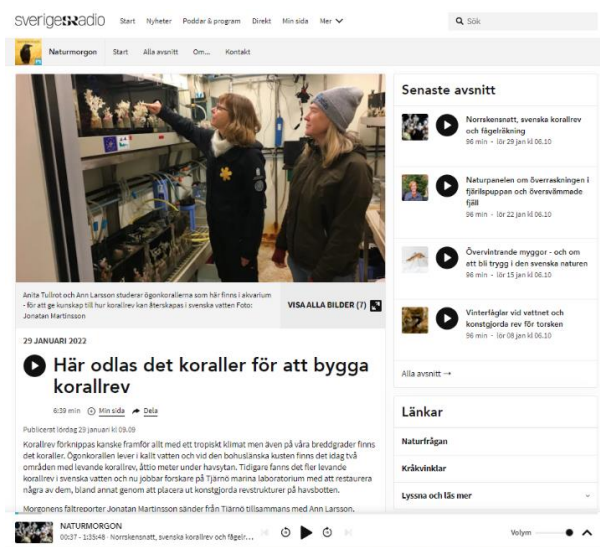 sverigesradio Start Nyheter Poddar & program Direkt Min sida Mer Sök
Naturmorgon Start Alla avsnitt Om... Kontakt
Anita Tullrot och Ann Larsson studerar ögonkorallerna som här finns i akvarium
- för att ge kunskap till hur korallrev kan återskapas i svenska vatten Foto:
Jonatan Martinsson
VISA ALLA BILDER (7)
29 JANUARI 2022
Här odlas det koraller för att bygga
korallrev
6:39 min Min sida Dela
Publicerat lördag 29 januari kl 09.09
Korallrev förknippas kanske framför allt med ett tropiskt klimat men även på våra breddgrader finns
det koraller. Ögonkorallen lever i kallt vatten och vid den bohuslänska kusten finns det idag två
områden med levande korallrev, åttio meter under havsytan. Tidigare fanns det fler levande
korallrev i svenska vatten och nu jobbar forskare på Tjärnö marina laboratorium med att restaurera
några av dem, bland annat genom att placera ut konstgjorda revstrukturer på havsbotten.
Morgonens fältreporter Jonatan Martinsson sänder från Tjärnö tillsammans med Ann Larsson,
Senaste avsnitt
Norrskensnatt, svenska korallrev
och fågelräkning
96 min - lör 29 jan kl 06.10
Naturpanelen om överraskningen i
fjärilspuppan och översvämmade
fjäll
96 min - lör 22 jan kl 06.10
Övervintrande myggor - och om
att bli trygg i den svenska naturen
96 min - lör 15 jan kl 06.10
Vinterfåglar vid vattnet och
konstgjorda rev för torsken
96 min - lör 08 jan kl 06.10
Alla avsnitt →
Länkar
Naturfrågan
Kråkvinklar
Lyssna och läs mer
NATURMORGON
00:37 - 1:35:48 · Norrskensnatt, svenska korallrev och fågelr...
Volym